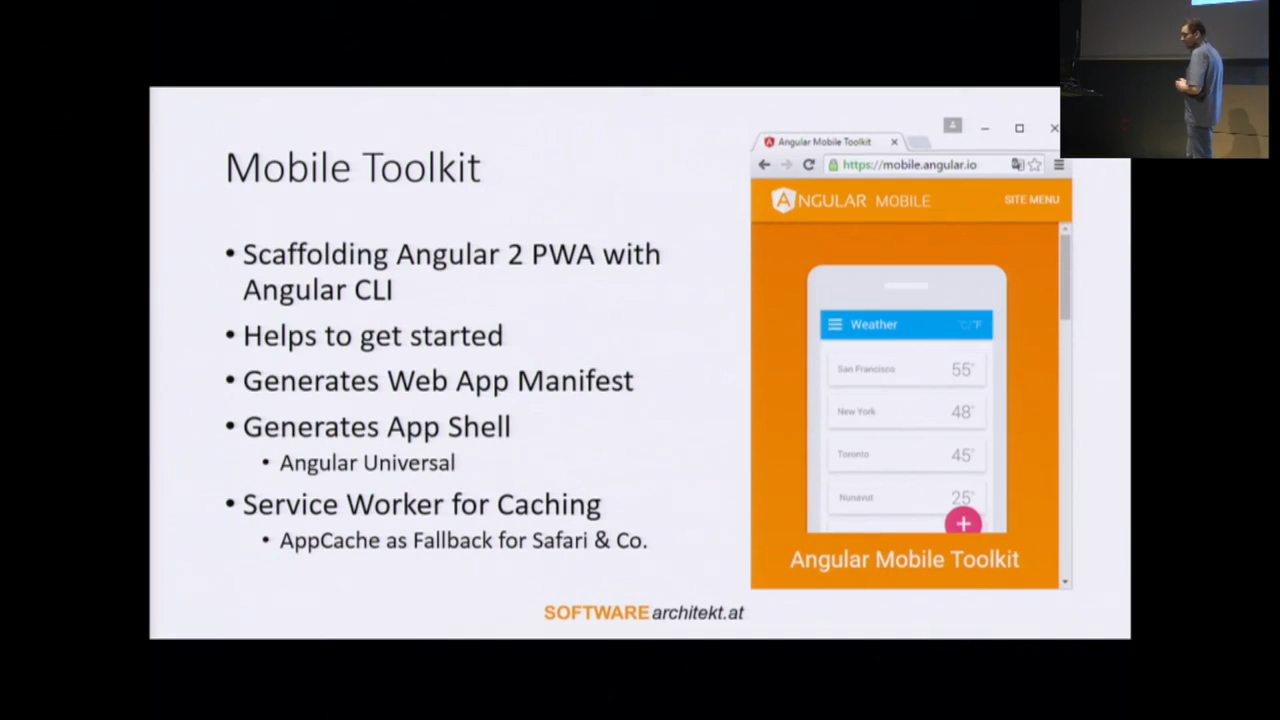 Mobile Toolkit
• Scaffolding Angular 2 PWA with
Angular CLI
• Helps to get started
• Generates Web App Manifest
• Generates App Shell
• Angular Universal
• Service Worker for Caching
• AppCache as Fallback for Safari & Co.
SOFTWAREarchitekt.at
Angular Mobile Toolkit
https://mobile.angular.io
ANGULAR MOBILE
SITE MENU
Weather
°C/°F
San Francisco 55°
New York 48°
Toronto 45°
Nunavut 25°
+
Angular Mobile Toolkit